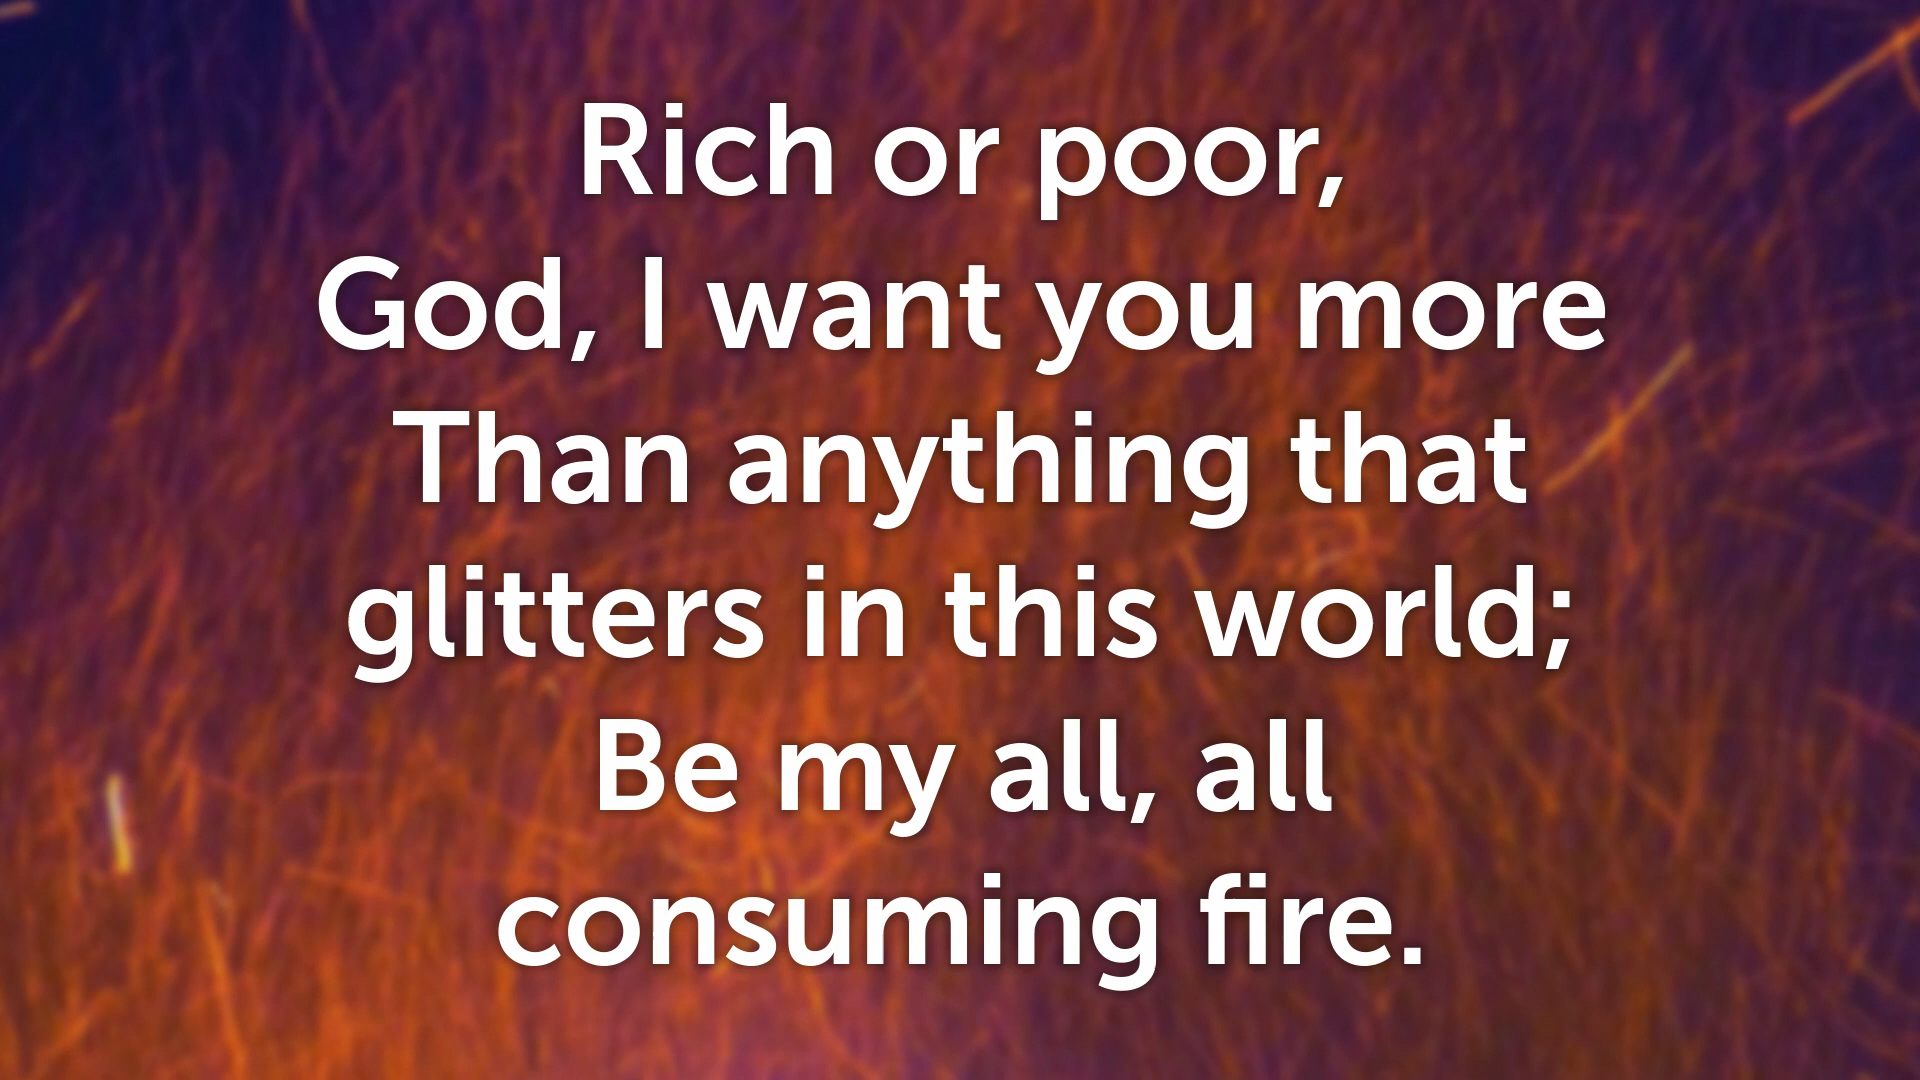 Rich or poor,
God, I want you more
Than anything that
glitters in this world;
Be my all, all
consuming fire.